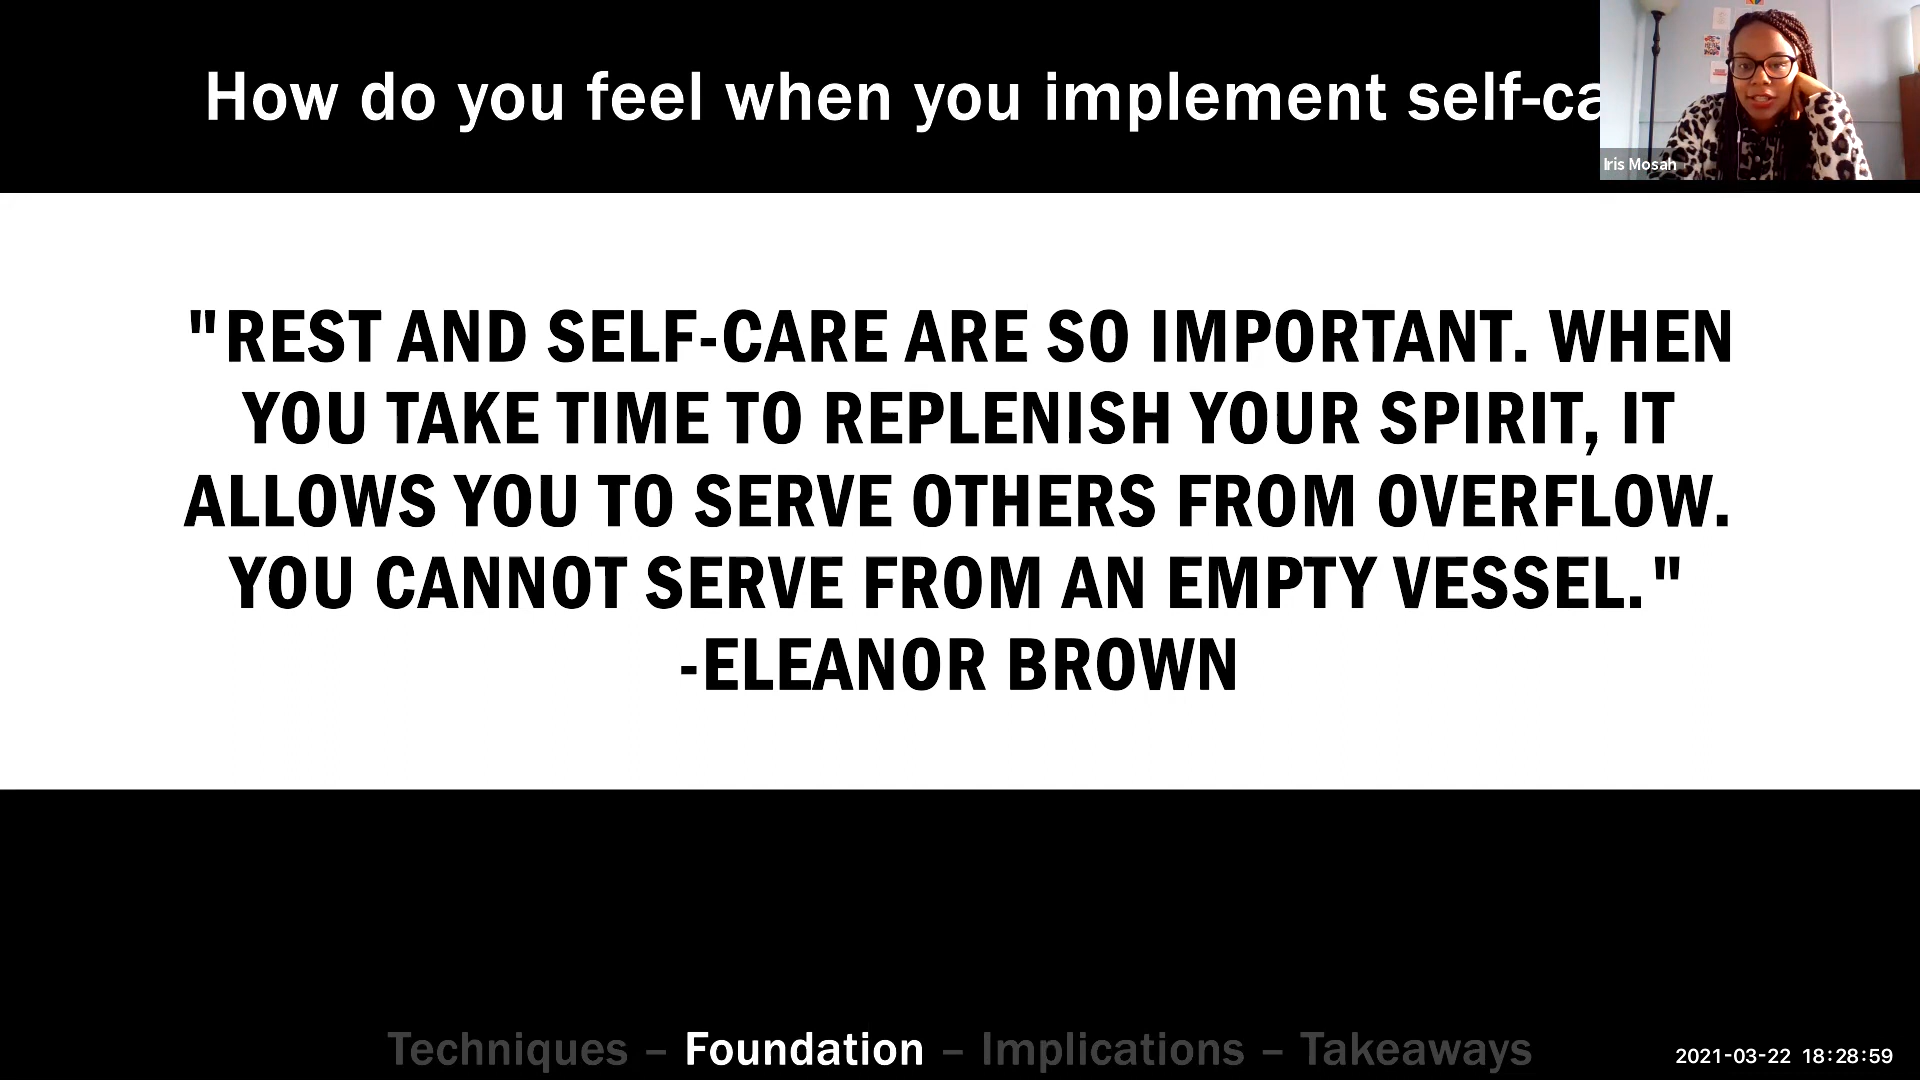 How do you feel when you implement self-ca
Iris Mosah
"REST AND SELF-CARE ARE SO IMPORTANT. WHEN
YOU TAKE TIME TO REPLENISH YOUR SPIRIT, IT
ALLOWS YOU TO SERVE OTHERS FROM OVERFLOW.
YOU CANNOT SERVE FROM AN EMPTY VESSEL."
-ELEANOR BROWN
Techniques – Foundation – Implications – Takeaways
2021-03-22 18:28:59